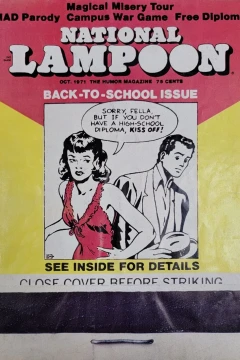 Magical Misery Tour
MAD Parody Campus War Game Free Diplom
NATIONAL
LAMPOON
OCT. 1971 THE HUMOR MAGAZINE 75 CENTS
BACK-TO-SCHOOL ISSUE
SORRY, FELLA
BUT IF YOU DON'T
HAVE A HIGH-SCHOOL
DIPLOMA, KISS OFF!
SEE INSIDE FOR DETAILS
CLOSE COVER BEFORE STRIKING